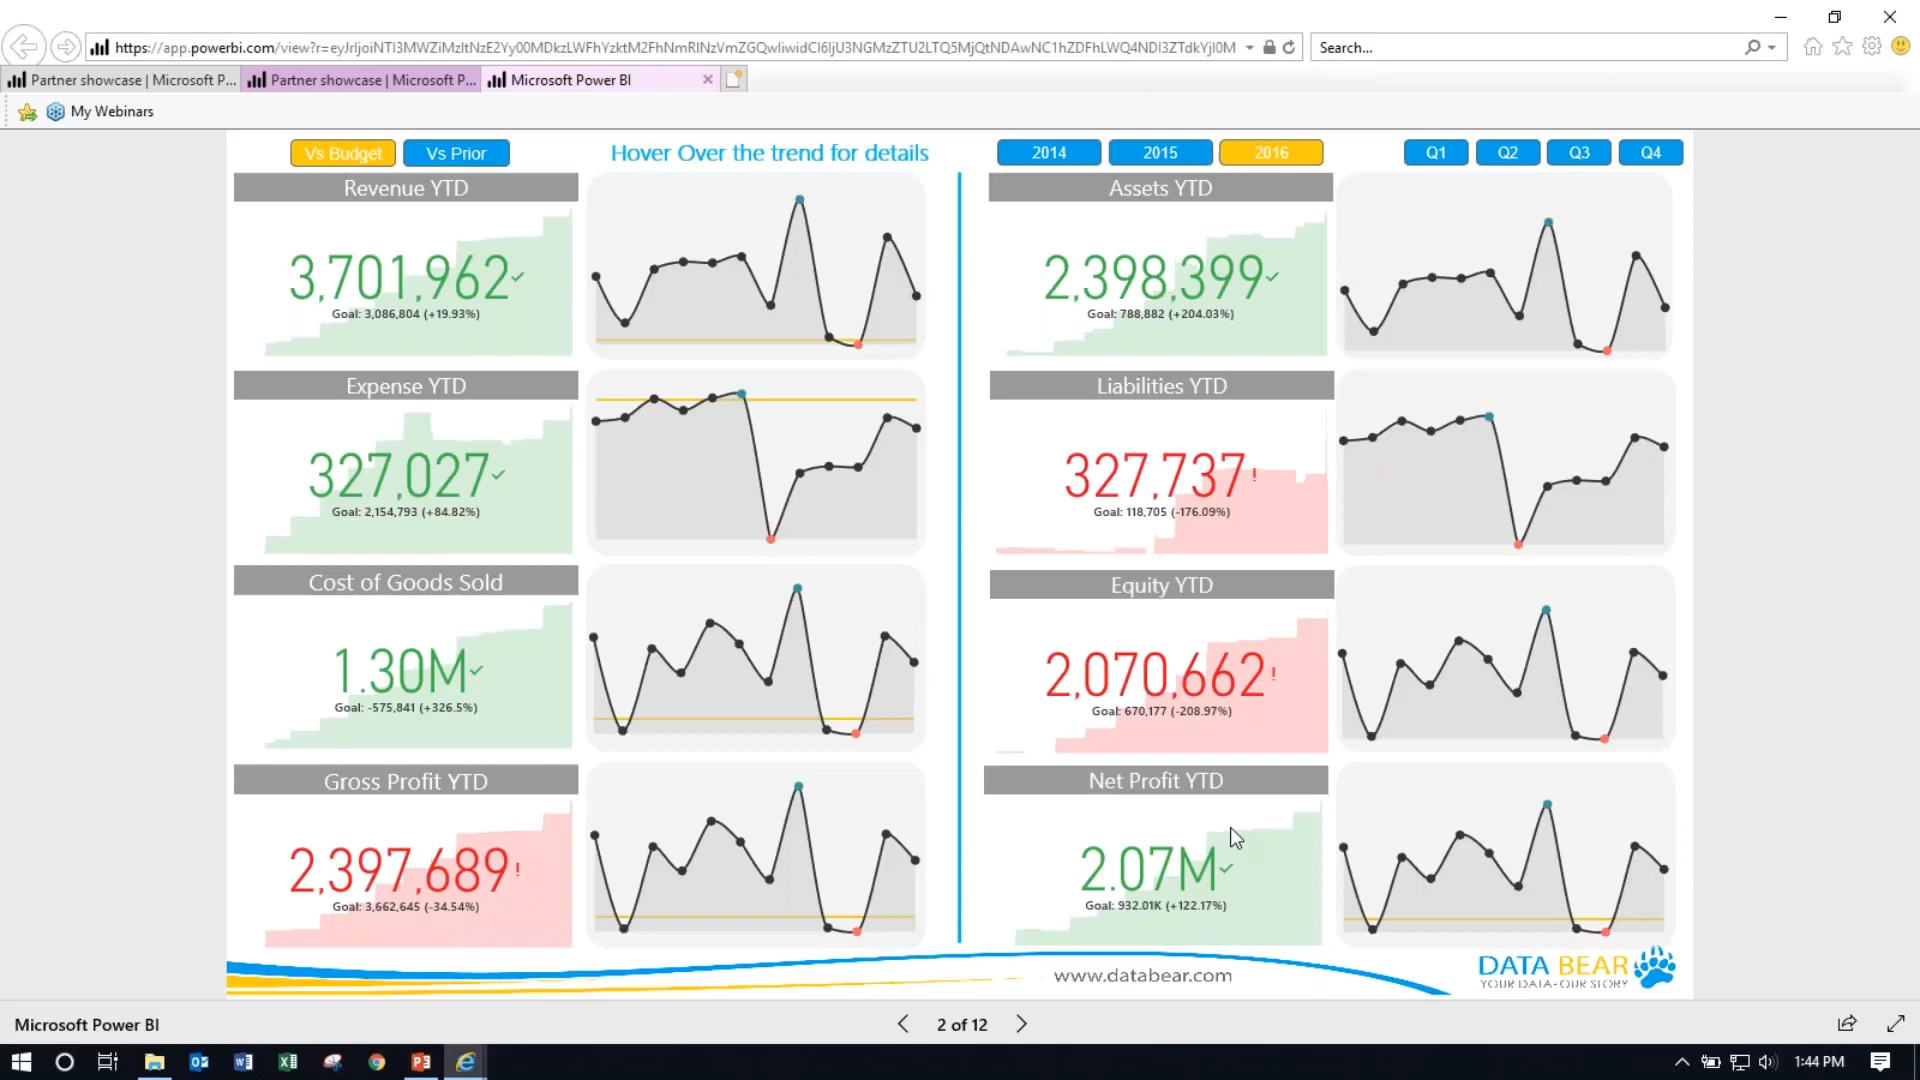 https://app.powerbi.com/view?r=
Search...
Partner showcase | Microsoft P...
Partner showcase | Microsoft P...
Microsoft Power BI
My Webinars
Vs Budget
Vs Prior
Hover Over the trend for details
2014
2015
2016
Q1
Q2
Q3
Q4
Revenue YTD
3,701,962
Goal: 3,086,804 (+19.93%)
Assets YTD
2,398,399
Goal: 788,882 (+204.03%)
Expense YTD
327,027
Goal: 2,154,793 (+84.82%)
Liabilities YTD
327,737!
Goal: 118,705 (-176.09%)
Cost of Goods Sold
1.30M
Goal: -575,841 (+326.5%)
Equity YTD
2,070,662!
Goal: 670,177 (-208.97%)
Gross Profit YTD
2,397,689!
Goal: 3,662,645 (-34.54%)
Net Profit YTD
2.07M
Goal: 932.01K (+122.17%)
www.databear.com
DATA BEAR
YOUR DATA - OUR STORY
Microsoft Power BI
2 of 12
1:44 PM